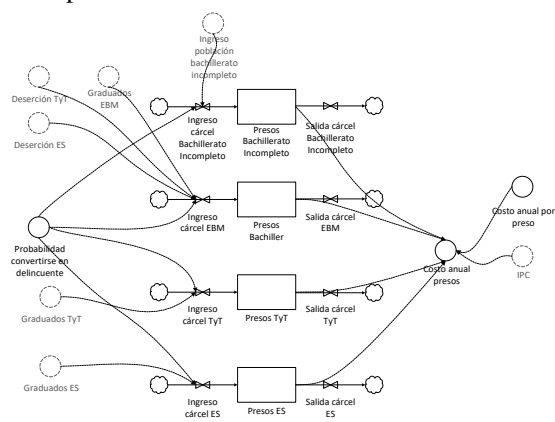 Ingreso
población
bachillerato
incompleto
Deserción TyT
Graduados
EBM
Deserción ES
Ingreso
cárcel
Bachillerato
Incompleto
Presos
Bachillerato
Incompleto
Salida cárcel
Bachillerato
Incompleto
Ingreso
cárcel EBM
Presos
Bachiller
Salida cárcel
EBM
Costo anual por
preso
Probabilidad
convertirse en
delincuente
Costo anual
presos
IPC
Graduados TyT
Ingreso
cárcel TyT
Presos TyT
Salida cárcel
TyT
Graduados ES
Ingreso
cárcel ES
Presos ES
Salida cárcel
ES